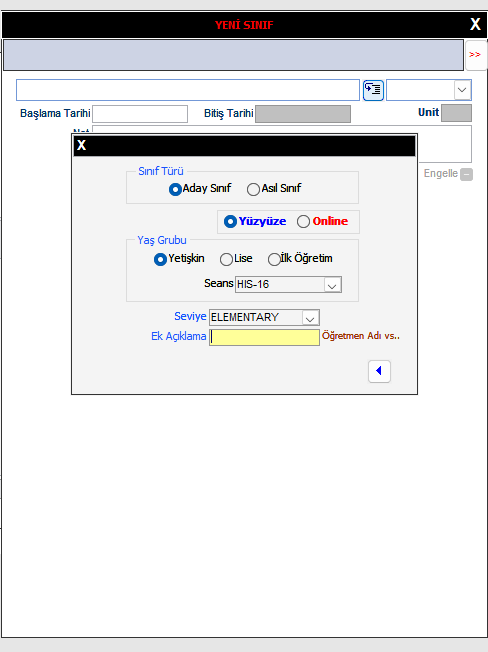 YENİ SINIF X
>>
Başlama Tarihi Bitiş Tarihi Unit
Not
Engelle
X
Sınıf Türü
Aday Sınıf Asıl Sınıf
Yüzyüze Online
Yaş Grubu
Yetişkin Lise İlk Öğretim
Seans HIS-16
Seviye ELEMENTARY
Ek Açıklama Öğretmen Adı vs..